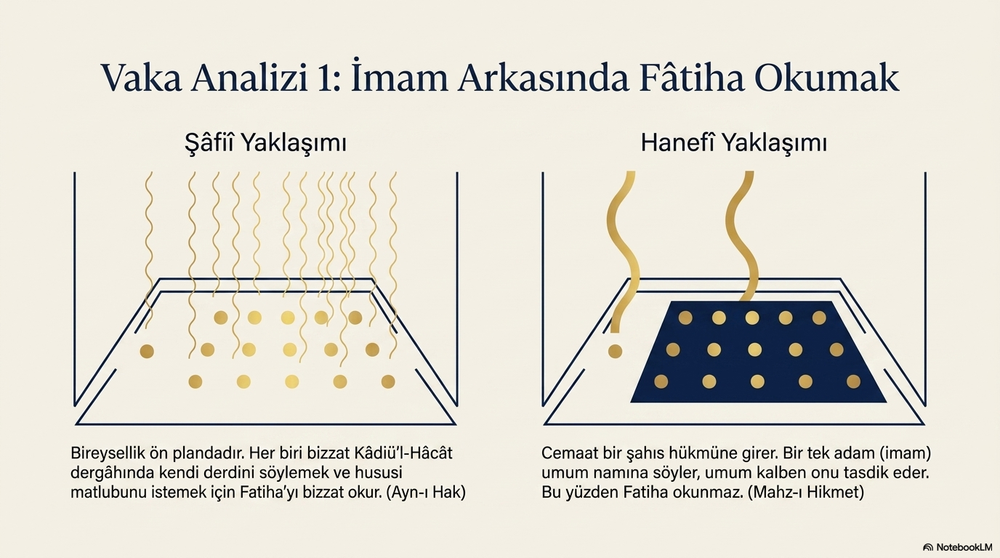 Vaka Analizi 1: İmam Arkasında Fâtiha Okumak
Şâfiî Yaklaşımı
Bireysellik ön plandadır. Her biri bizzat Kâdiü’l-Hâcât
dergâhında kendi derdini söylemek ve hususi
matlubunu istemek için Fatiha’yı bizzat okur. (Ayn-ı Hak)
Hanefî Yaklaşımı
Cemaat bir şahıs hükmüne girer. Bir tek adam (imam)
umum namına söyler, umum kalben onu tasdik eder.
Bu yüzden Fatiha okunmaz. (Mahz-ı Hikmet)
NotebookLM